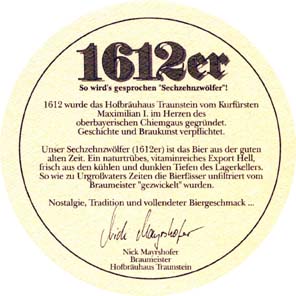 1612er
So wird's gesprochen "Sechzehnzwölfer"!
1612 wurde das Hofbräuhaus Traunstein vom Kurfürsten
Maximilian I. im Herzen des
oberbayerischen Chiemgaus gegründet.
Geschichte und Braukunst verpflichtet.
Unser Sechzehnzwölfer (1612er) ist das Bier aus der guten
alten Zeit. Ein naturtrübes, vitaminreiches Export Hell,
frisch aus den kühlen und dunklen Tiefen des Lagerkellers.
So wie zu Urgroßvaters Zeiten die Bierfässer unfiltriert vom
Braumeister "gezwickelt" wurden.
Nostalgie, Tradition und vollendeter Biergeschmack ...
Nick Mayrshofer
Nick Mayrshofer
Braumeister
Hofbräuhaus Traunstein